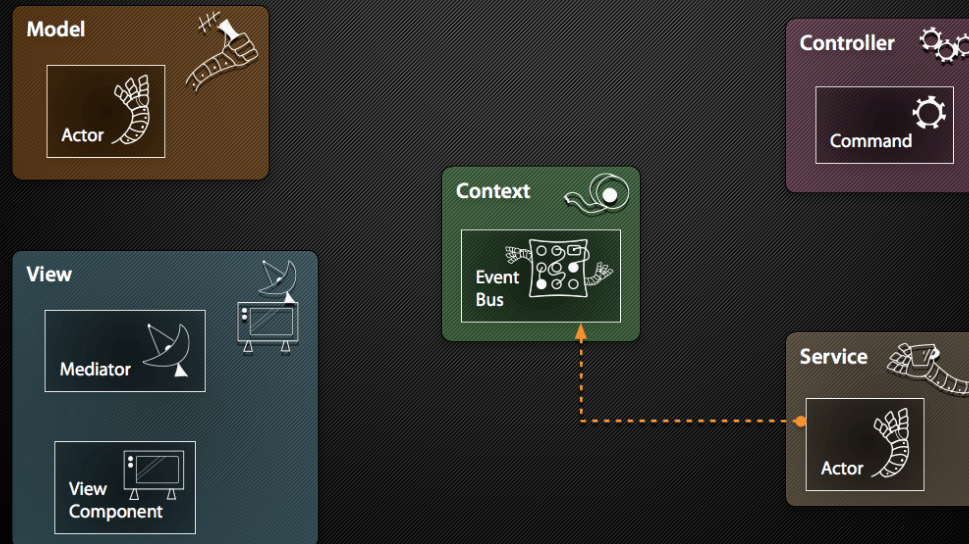 Model
Actor
Controller
Command
Context
Event
Bus
View
Mediator
View
Component
Service
Actor